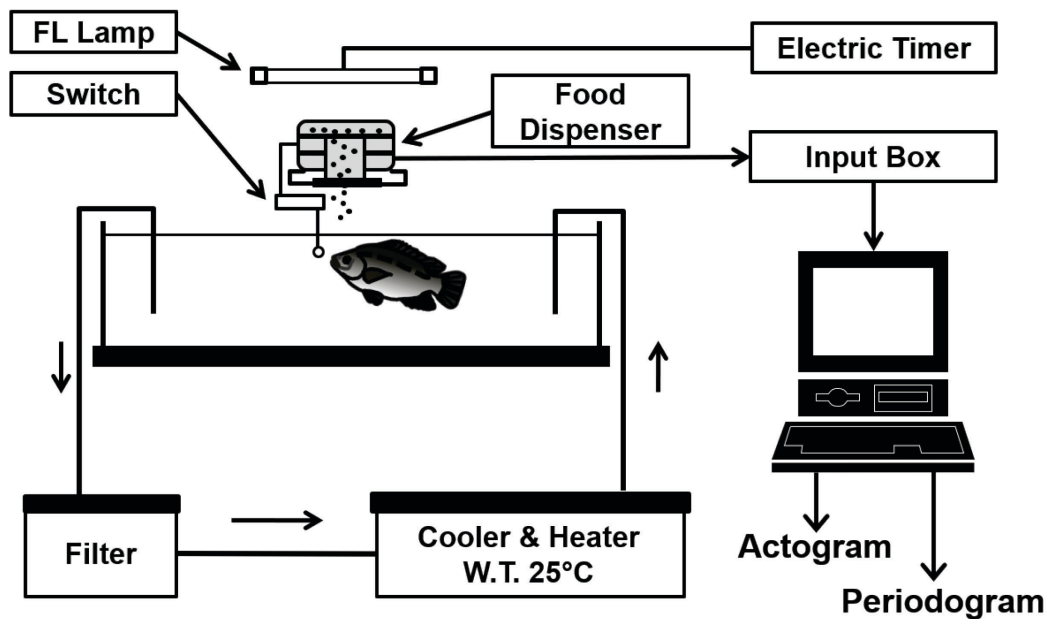 FL Lamp
Electric Timer
Switch
Food
Dispenser
Input Box
Filter
Cooler & Heater
W.T. 25°C
Actogram
Periodogram